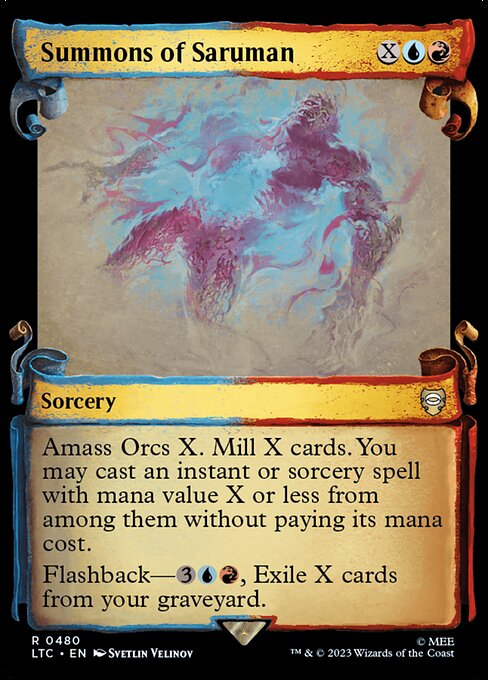 Summons of Saruman X
Sorcery
Amass Orcs X. Mill X cards. You
may cast an instant or sorcery spell
with mana value X or less from
among them without paying its mana
cost.
Flashback—3, Exile X cards
from your graveyard.
R 0480
LTC • EN Svetlin Velinov
© MEE
™ & © 2023 Wizards of the Coast